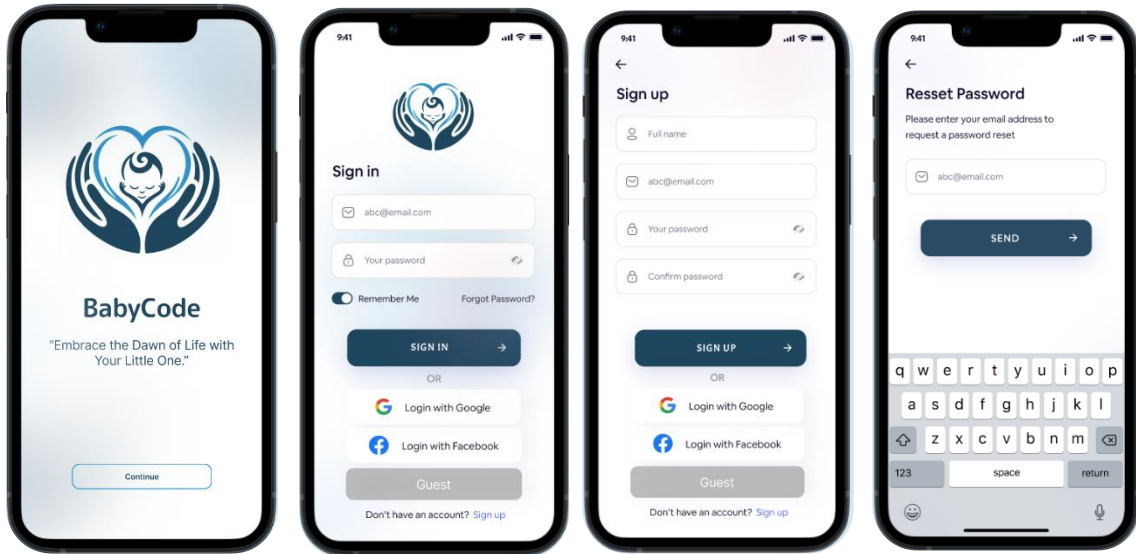 BabyCode
"Embrace the Dawn of Life with
Your Little One."
Continue
9:41
Sign in
abc@email.com
Your password
Remember Me Forgot Password?
SIGN IN
OR
Login with Google
Login with Facebook
Guest
Don't have an account? Sign up
9:41
Sign up
Full name
abc@email.com
Your password
Confirm password
SIGN UP
OR
Login with Google
Login with Facebook
Guest
Don't have an account? Sign up
9:41
Resset Password
Please enter your email address to
request a password reset
abc@email.com
SEND
q w e r t y u i o p
a s d f g h j k l
z x c v b n m
123 space return